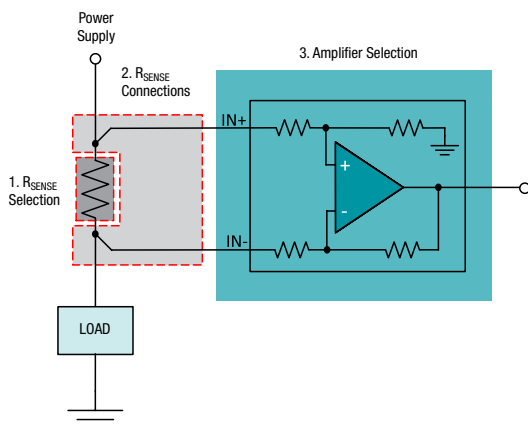 Power
Supply
2. RSENSE
Connections
3. Amplifier Selection
IN+
1. RSENSE
Selection
+
-
IN-
LOAD